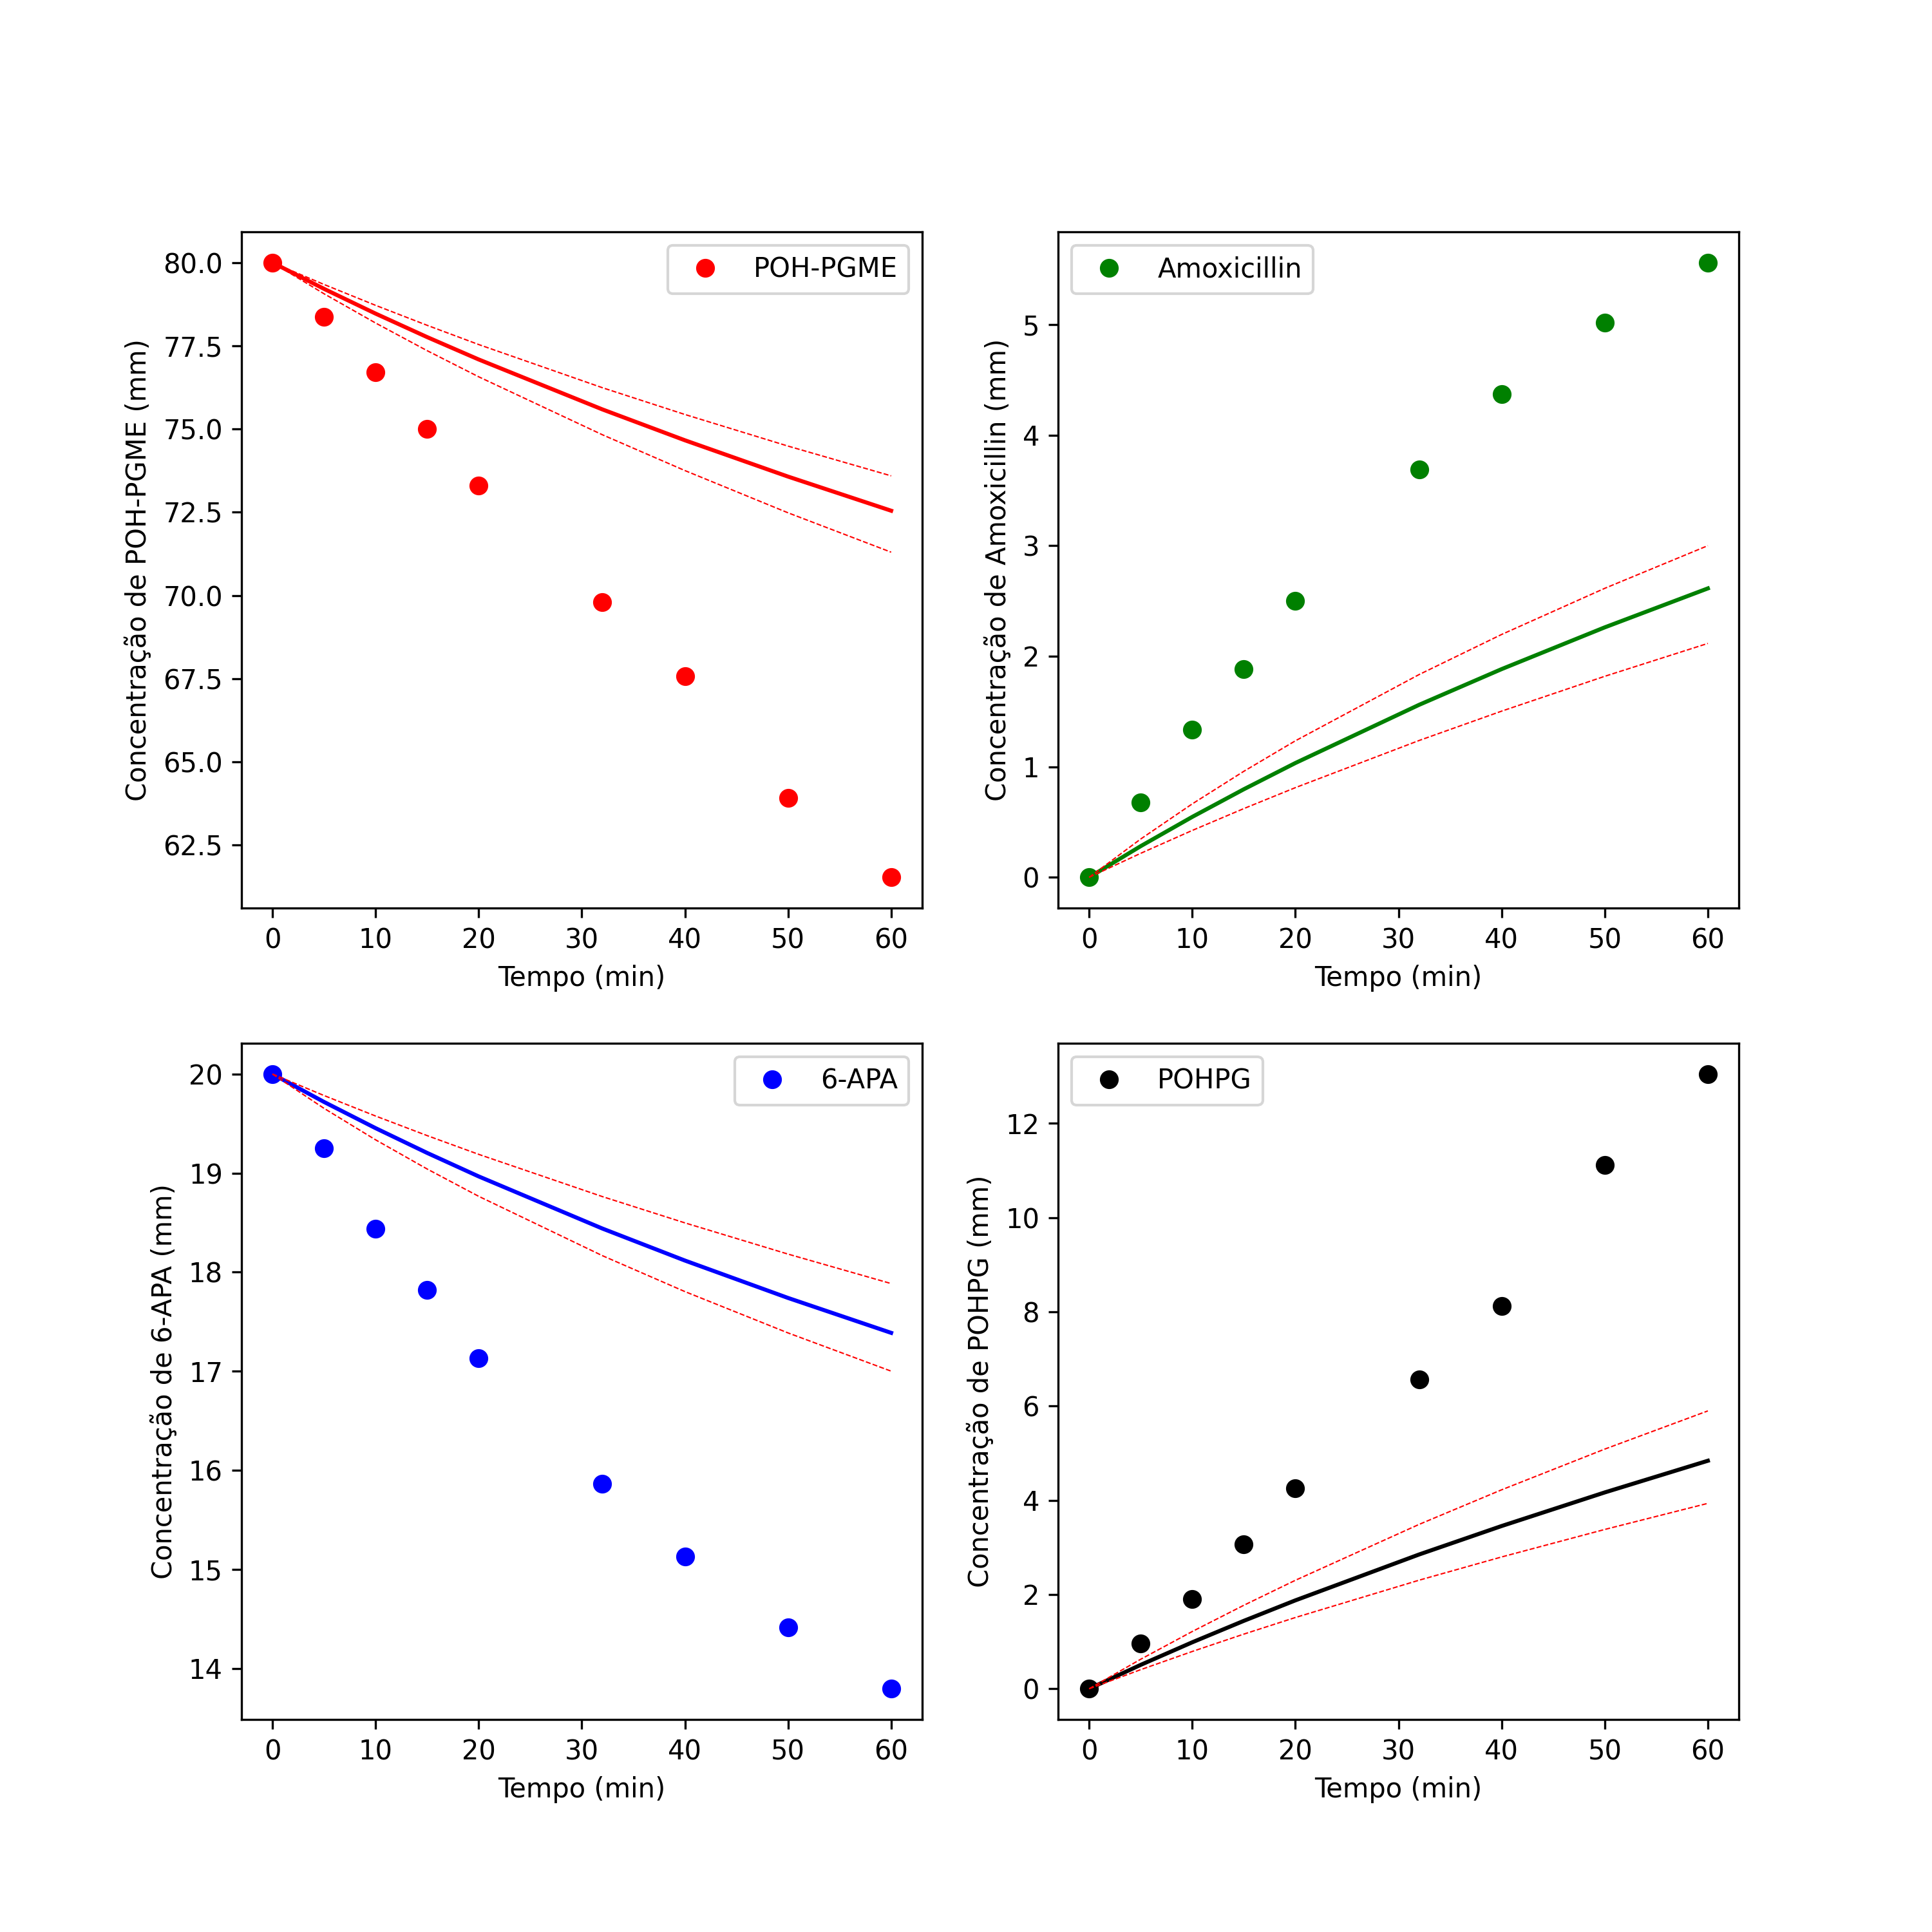 POH-PGME
Concentração de POH-PGME (mm)
80.0
77.5
75.0
72.5
70.0
67.5
65.0
62.5
0 10 20 30 40 50 60
Tempo (min)
Amoxicillin
Concentração de Amoxicillin (mm)
5
4
3
2
1
0
0 10 20 30 40 50 60
Tempo (min)
6-APA
Concentração de 6-APA (mm)
20
19
18
17
16
15
14
0 10 20 30 40 50 60
Tempo (min)
POHPG
Concentração de POHPG (mm)
12
10
8
6
4
2
0
0 10 20 30 40 50 60
Tempo (min)